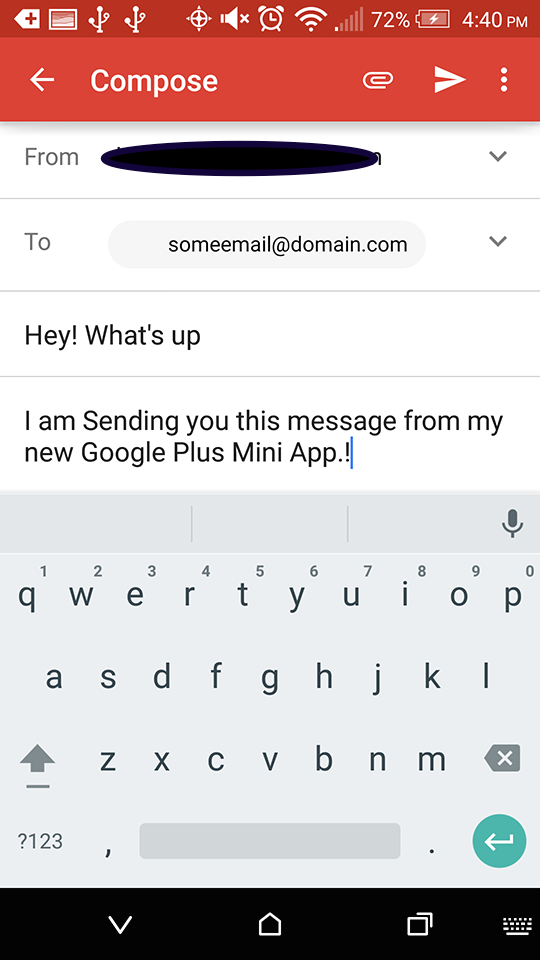 72% 4:40 PM
Compose
From
To someemail@domain.com
Hey! What's up
I am Sending you this message from my
new Google Plus Mini App.!
1 2 3 4 5 6 7 8 9 0
q w e r t y u i o p
a s d f g h j k l
z x c v b n m
?123 , .